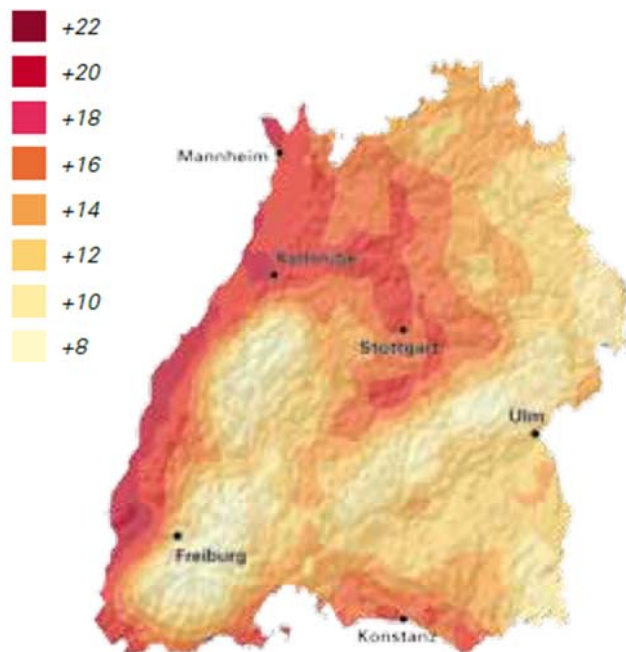 +22
+20
+18
+16
+14
+12
+10
+8
Mannheim
Karlsruhe
Stuttgart
Ulm
Freiburg
Konstanz